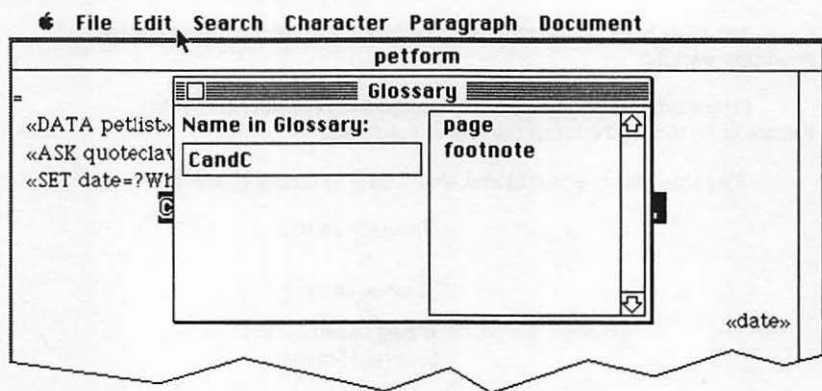 File Edit Search Character Paragraph Document
petform
Glossary
=
«DATA petlist» Name in Glossary: page
«ASK quoteclav CandC footnote
«SET date=?Wh
C
«date»